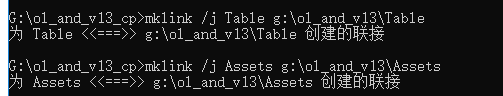 G:\ol_and_v13_cp>mklink /j Table g:\ol_and_v13\Table
为 Table <<===>> g:\ol_and_v13\Table 创建的联接
G:\ol_and_v13_cp>mklink /j Assets g:\ol_and_v13\Assets
为 Assets <<===>> g:\ol_and_v13\Assets 创建的联接